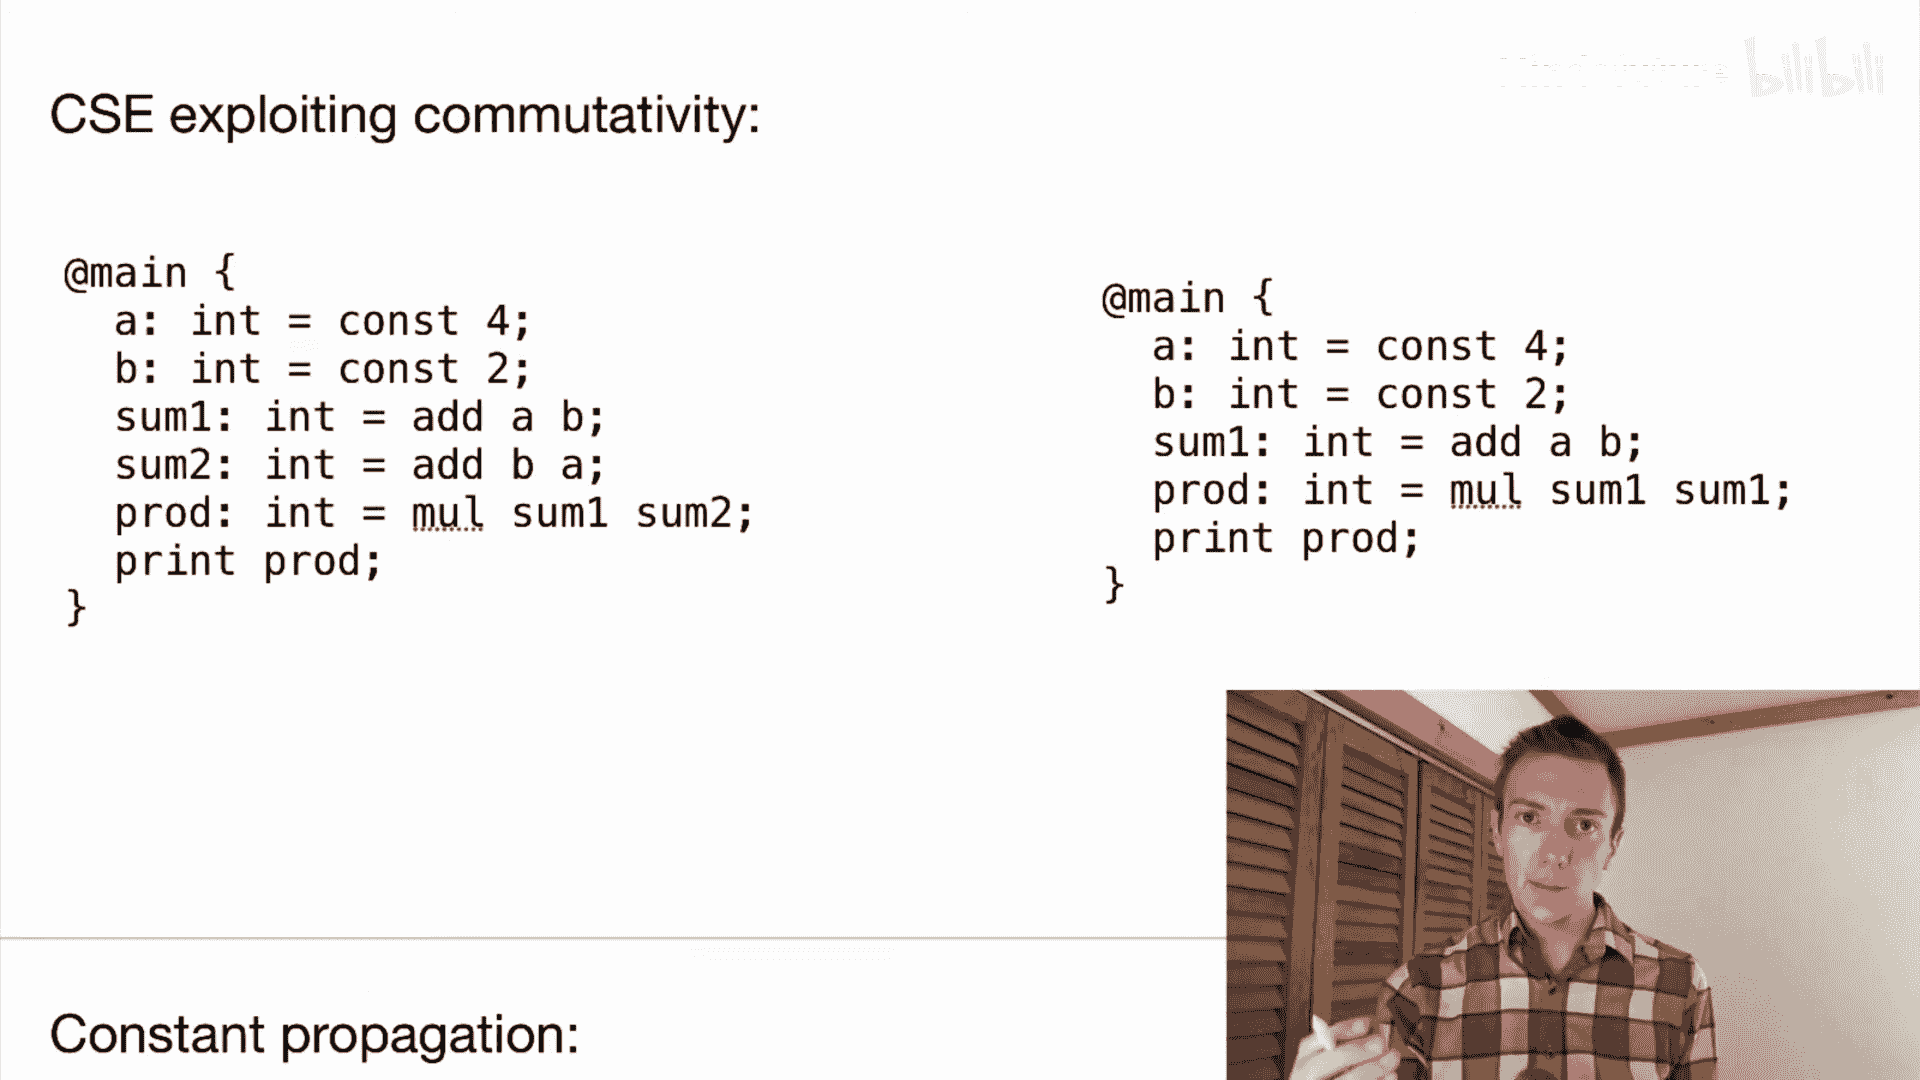 bilibili
CSE exploiting commutativity:
@main {
a: int = const 4;
b: int = const 2;
sum1: int = add a b;
sum2: int = add b a;
prod: int = mul sum1 sum2;
print prod;
}
@main {
a: int = const 4;
b: int = const 2;
sum1: int = add a b;
prod: int = mul sum1 sum1;
print prod;
}
Constant propagation: